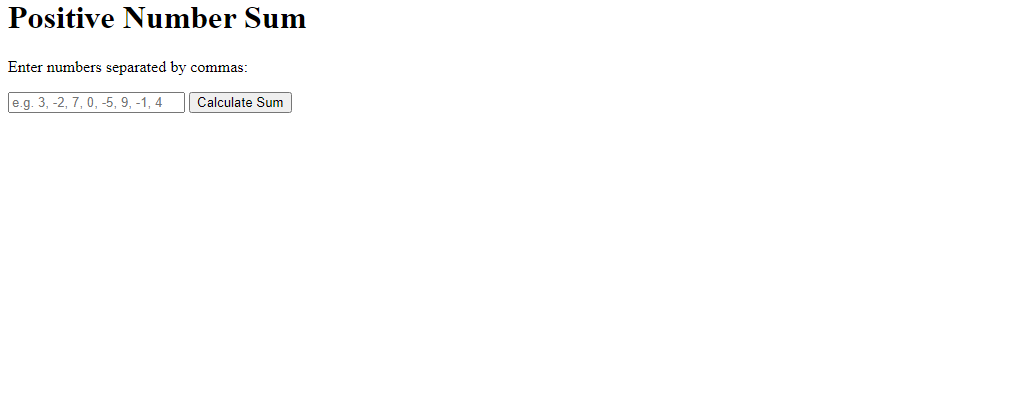 Positive Number Sum
Enter numbers separated by commas:
e.g. 3, -2, 7, 0, -5, 9, -1, 4 Calculate Sum